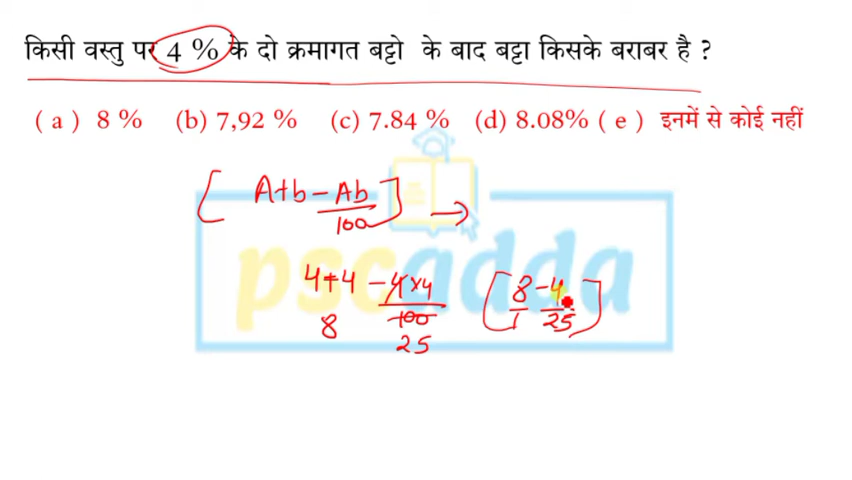 किसी वस्तु पर 4 % के दो क्रमागत बट्टो के बाद बट्टा किसके बराबर है ?
( a ) 8 % (b) 7,92 % (c) 7.84 % (d) 8.08% ( e ) इनमें से कोई नहीं
[ A+b - Ab/100 ] →
4+4 - 4×4/100 [ 8/1 - 4/25 ]
8 25
pscadda